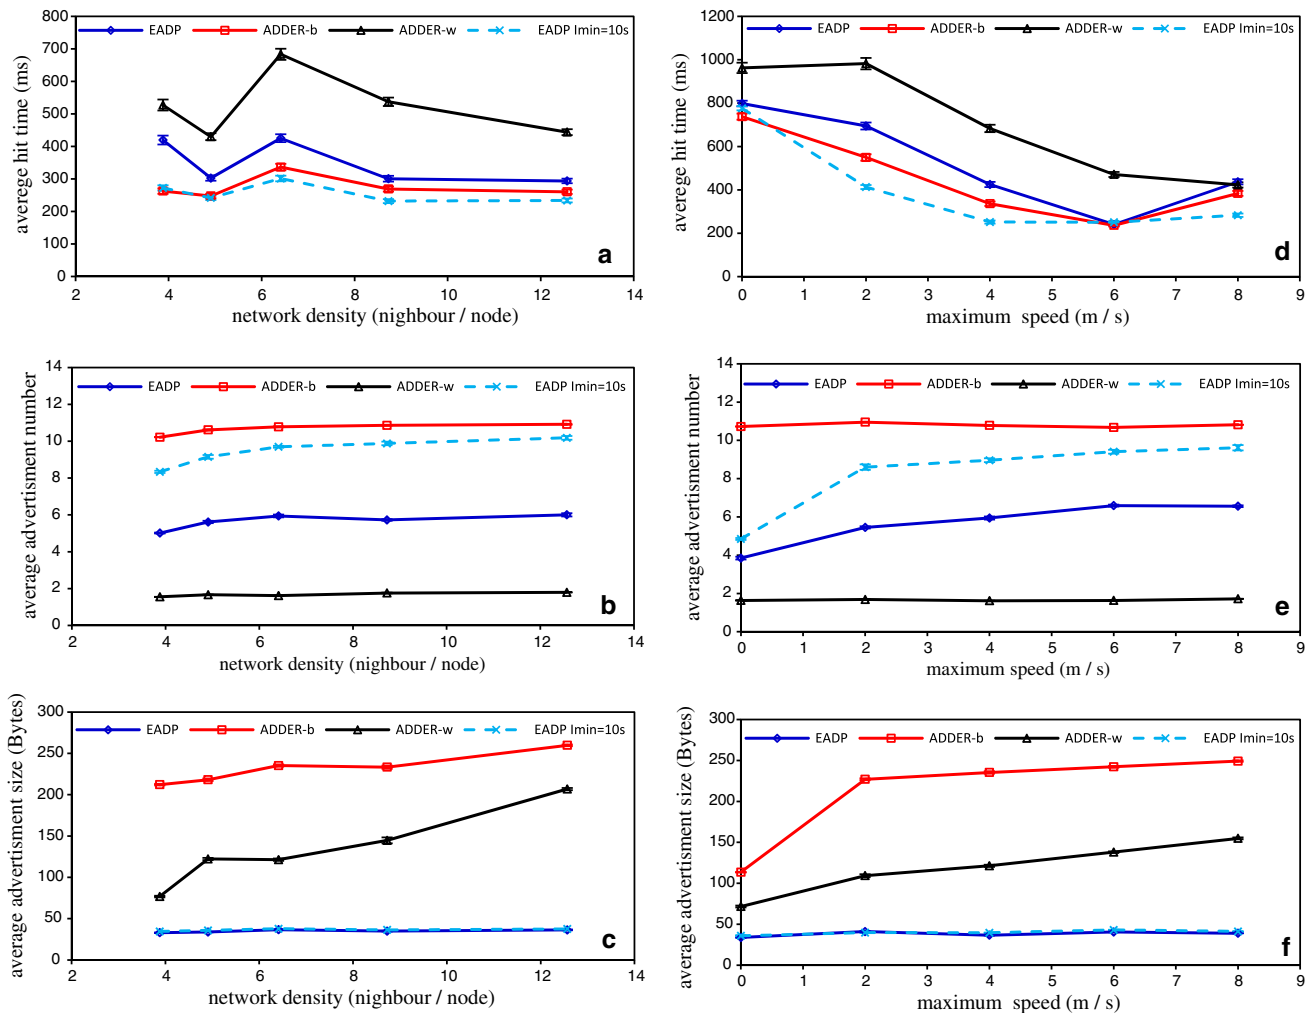 EADP ADDER-b ADDER-w EADP Imin=10s
averege hit time (ms)
800
700
600
500
400
300
200
100
0
2 4 6 8 10 12 14
network density (nighbour / node)
a
EADP ADDER-b ADDER-w EADP Imin=10s
averege hit time (ms)
1200
1000
800
600
400
200
0
0 1 2 3 4 5 6 7 8 9
maximum speed (m / s)
d
EADP ADDER-b ADDER-w EADP Imin=10s
average advertisment number
14
12
10
8
6
4
2
0
2 4 6 8 10 12 14
network density (nighbour / node)
b
EADP ADDER-b ADDER-w EADP Imin=10s
average advertisment number
14
12
10
8
6
4
2
0
0 1 2 3 4 5 6 7 8 9
maximum speed (m / s)
e
EADP ADDER-b ADDER-w EADP Imin=10s
average advertisment size (Bytes)
300
250
200
150
100
50
0
2 4 6 8 10 12 14
network density (nighbour / node)
c
EADP ADDER-b ADDER-w EADP Imin=10s
average advertisment size (Bytes)
300
250
200
150
100
50
0
0 1 2 3 4 5 6 7 8 9
maximum speed (m / s)
f